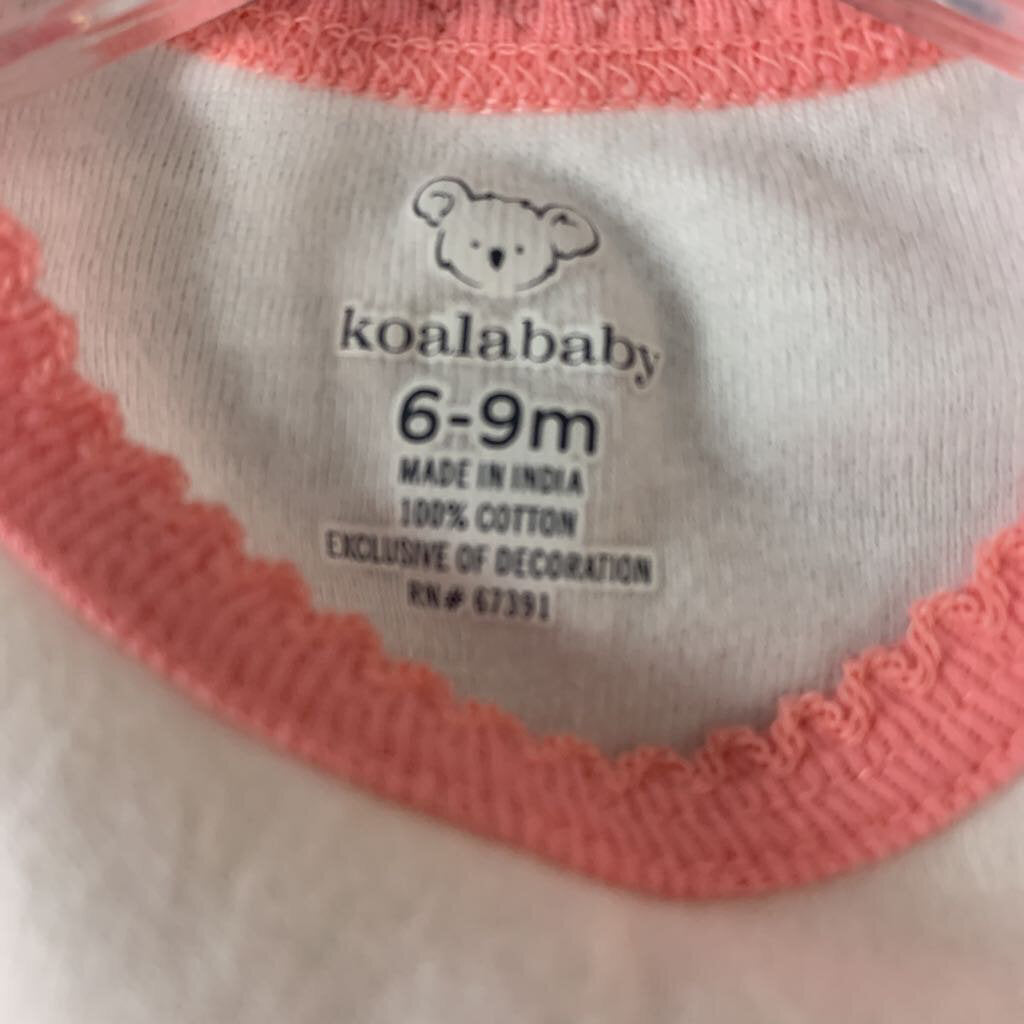 koalababy
6-9m
MADE IN INDIA
100% COTTON
EXCLUSIVE OF DECORATION
RN# 67391